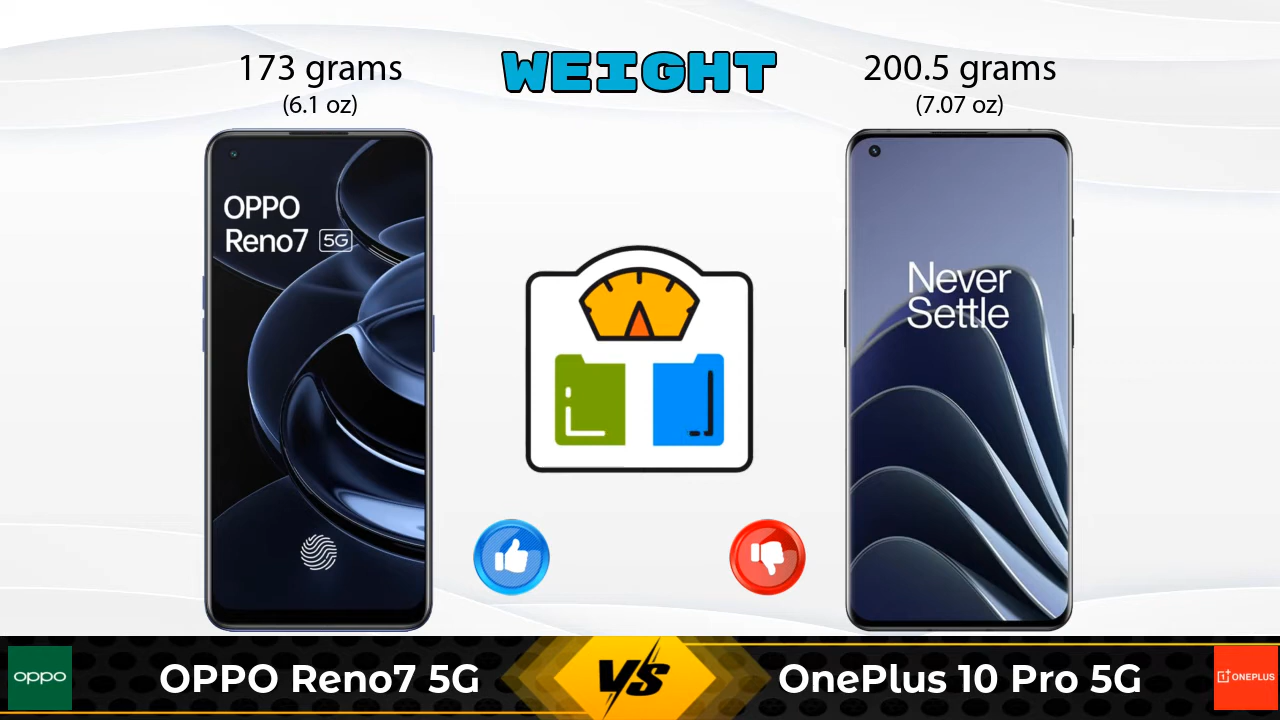 173 grams
(6.1 oz)
WEIGHT
200.5 grams
(7.07 oz)
OPPO
Reno7 5G
Never
Settle
oppo
OPPO Reno7 5G
VS
OnePlus 10 Pro 5G
1+ ONEPLUS